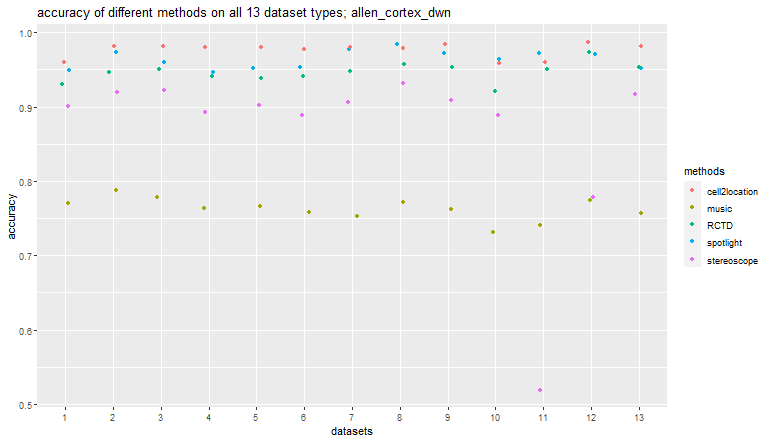 accuracy of different methods on all 13 dataset types; allen_cortex_dwn
1.0
0.9
0.8
0.7
0.6
0.5
accuracy
1 2 3 4 5 6 7 8 9 10 11 12 13
datasets
methods
cell2location
music
RCTD
spotlight
stereoscope